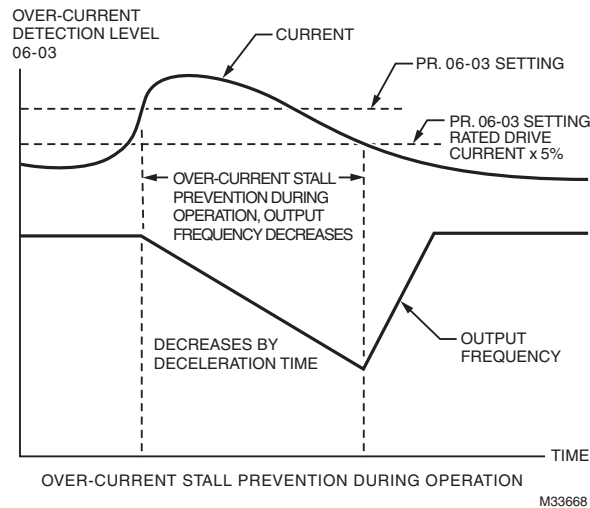 OVER-CURRENT
DETECTION LEVEL
06-03
CURRENT
PR. 06-03 SETTING
PR. 06-03 SETTING
RATED DRIVE
CURRENT x 5%
OVER-CURRENT STALL
PREVENTION DURING
OPERATION, OUTPUT
FREQUENCY DECREASES
DECREASES BY
DECELERATION TIME
OUTPUT
FREQUENCY
TIME
OVER-CURRENT STALL PREVENTION DURING OPERATION
M33668